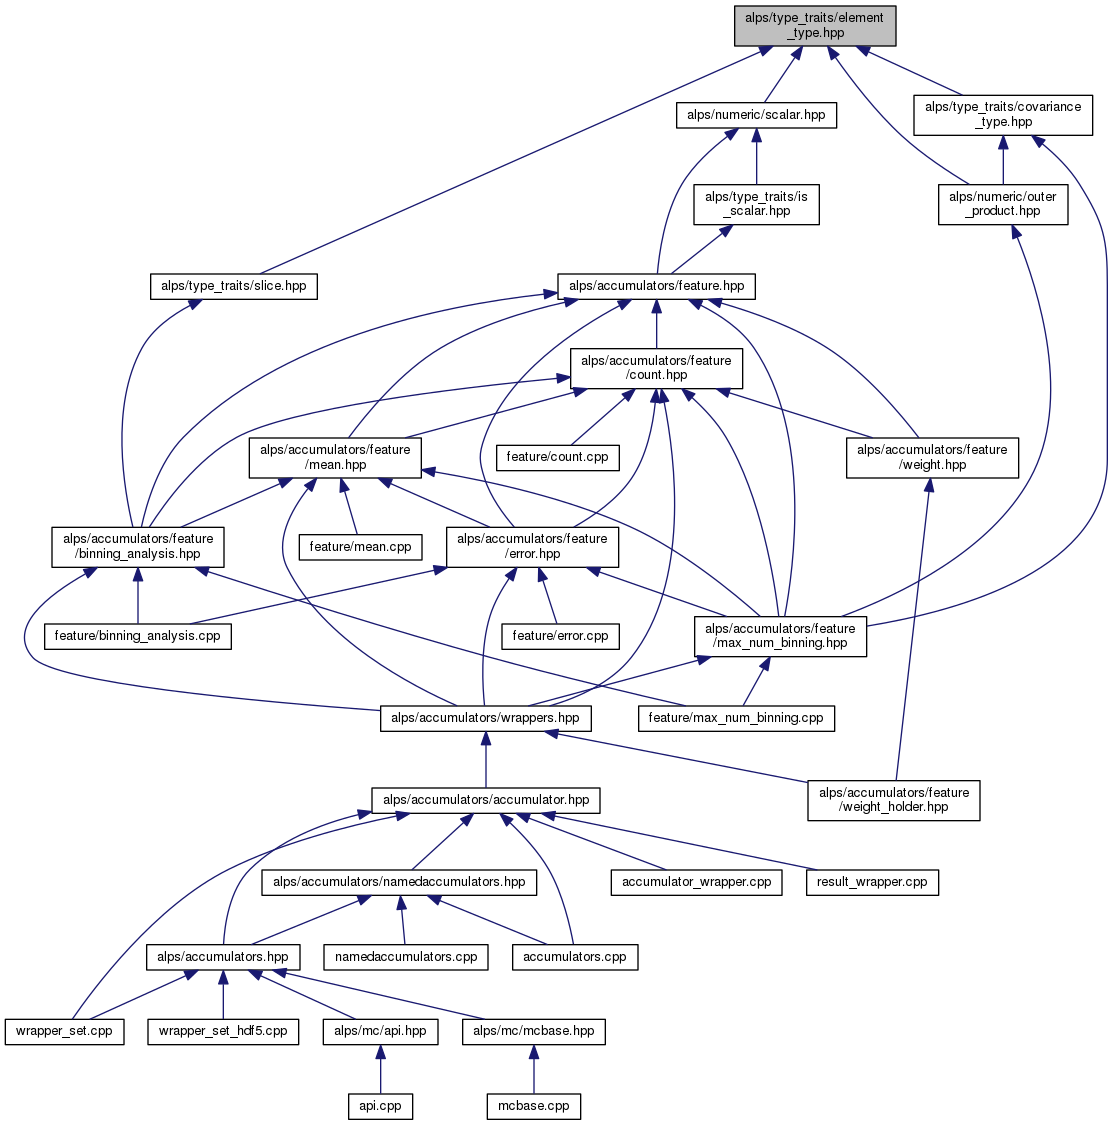 alps/type_traits/element
_type.hpp
alps/numeric/scalar.hpp
alps/type_traits/covariance
_type.hpp
alps/type_traits/is
_scalar.hpp
alps/numeric/outer
_product.hpp
alps/type_traits/slice.hpp
alps/accumulators/feature.hpp
alps/accumulators/feature
/count.hpp
alps/accumulators/feature
/mean.hpp
feature/count.cpp
alps/accumulators/feature
/weight.hpp
alps/accumulators/feature
/binning_analysis.hpp
feature/mean.cpp
alps/accumulators/feature
/error.hpp
feature/binning_analysis.cpp
feature/error.cpp
alps/accumulators/feature
/max_num_binning.hpp
alps/accumulators/wrappers.hpp
feature/max_num_binning.cpp
alps/accumulators/accumulator.hpp
alps/accumulators/feature
/weight_holder.hpp
alps/accumulators/namedaccumulators.hpp
accumulator_wrapper.cpp
result_wrapper.cpp
alps/accumulators.hpp
namedaccumulators.cpp
accumulators.cpp
wrapper_set.cpp
wrapper_set_hdf5.cpp
alps/mc/api.hpp
alps/mc/mcbase.hpp
api.cpp
mcbase.cpp